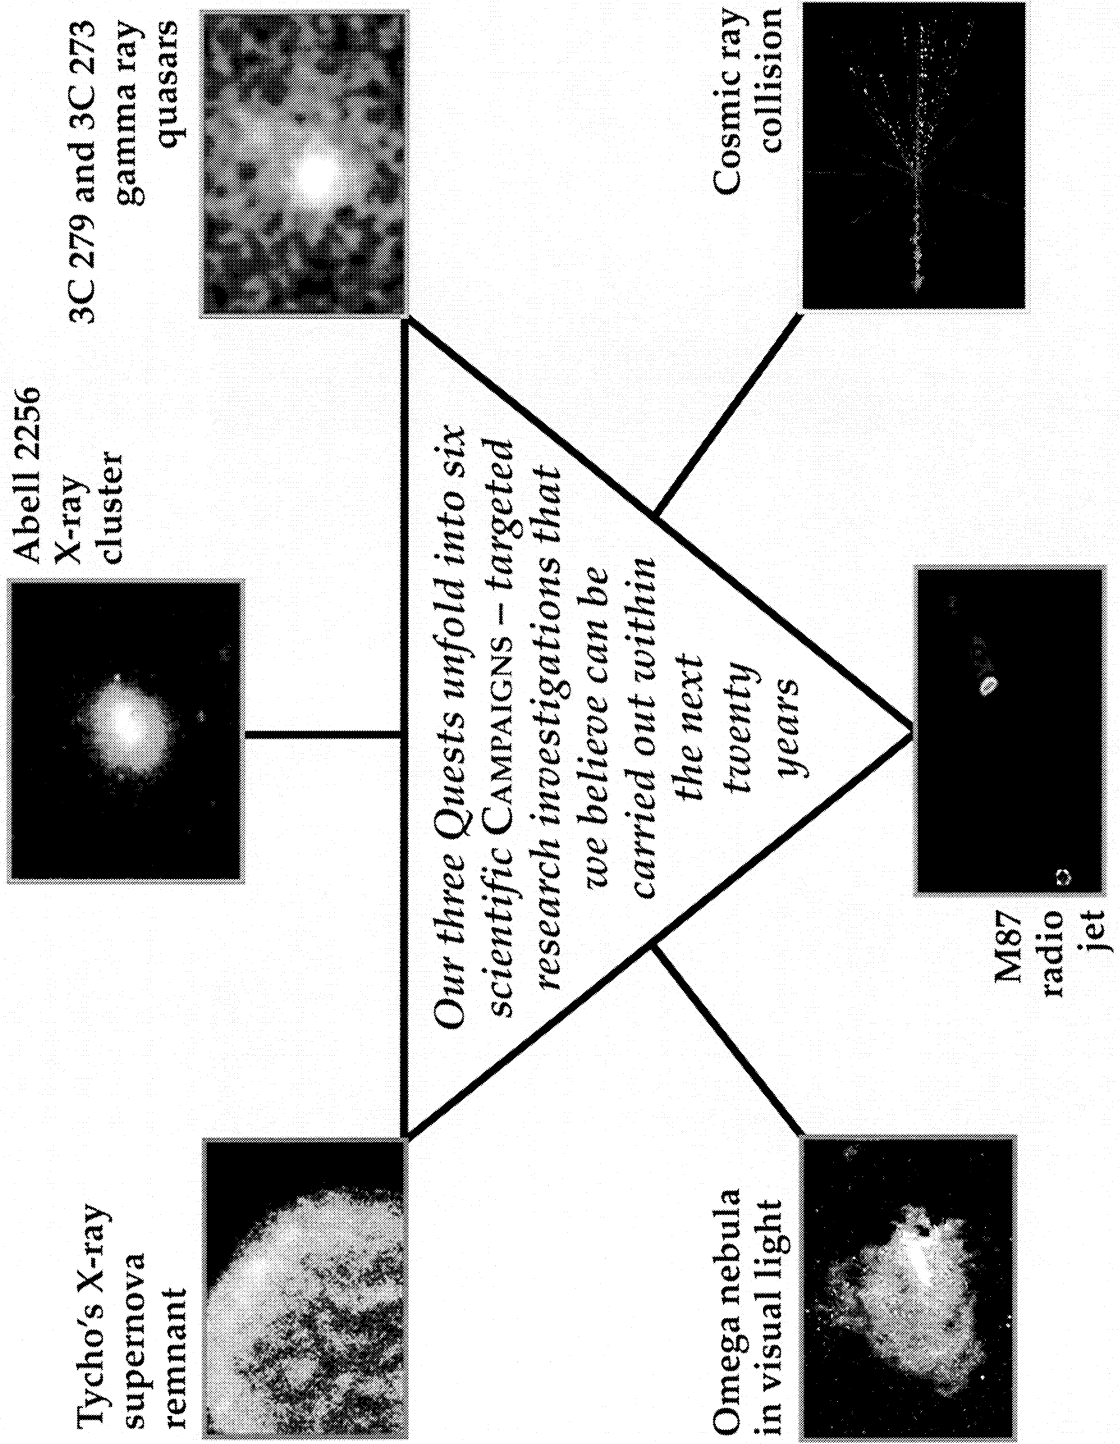 Tycho's X-ray
supernova
remnant
Abell 2256
X-ray
cluster
3C 279 and 3C 273
gamma ray
quasars
Our three Quests unfold into six
scientific CAMPAIGNS – targeted
research investigations that
we believe can be
carried out within
the next
twenty
years
Omega nebula
in visual light
M87
radio
jet
Cosmic ray
collision